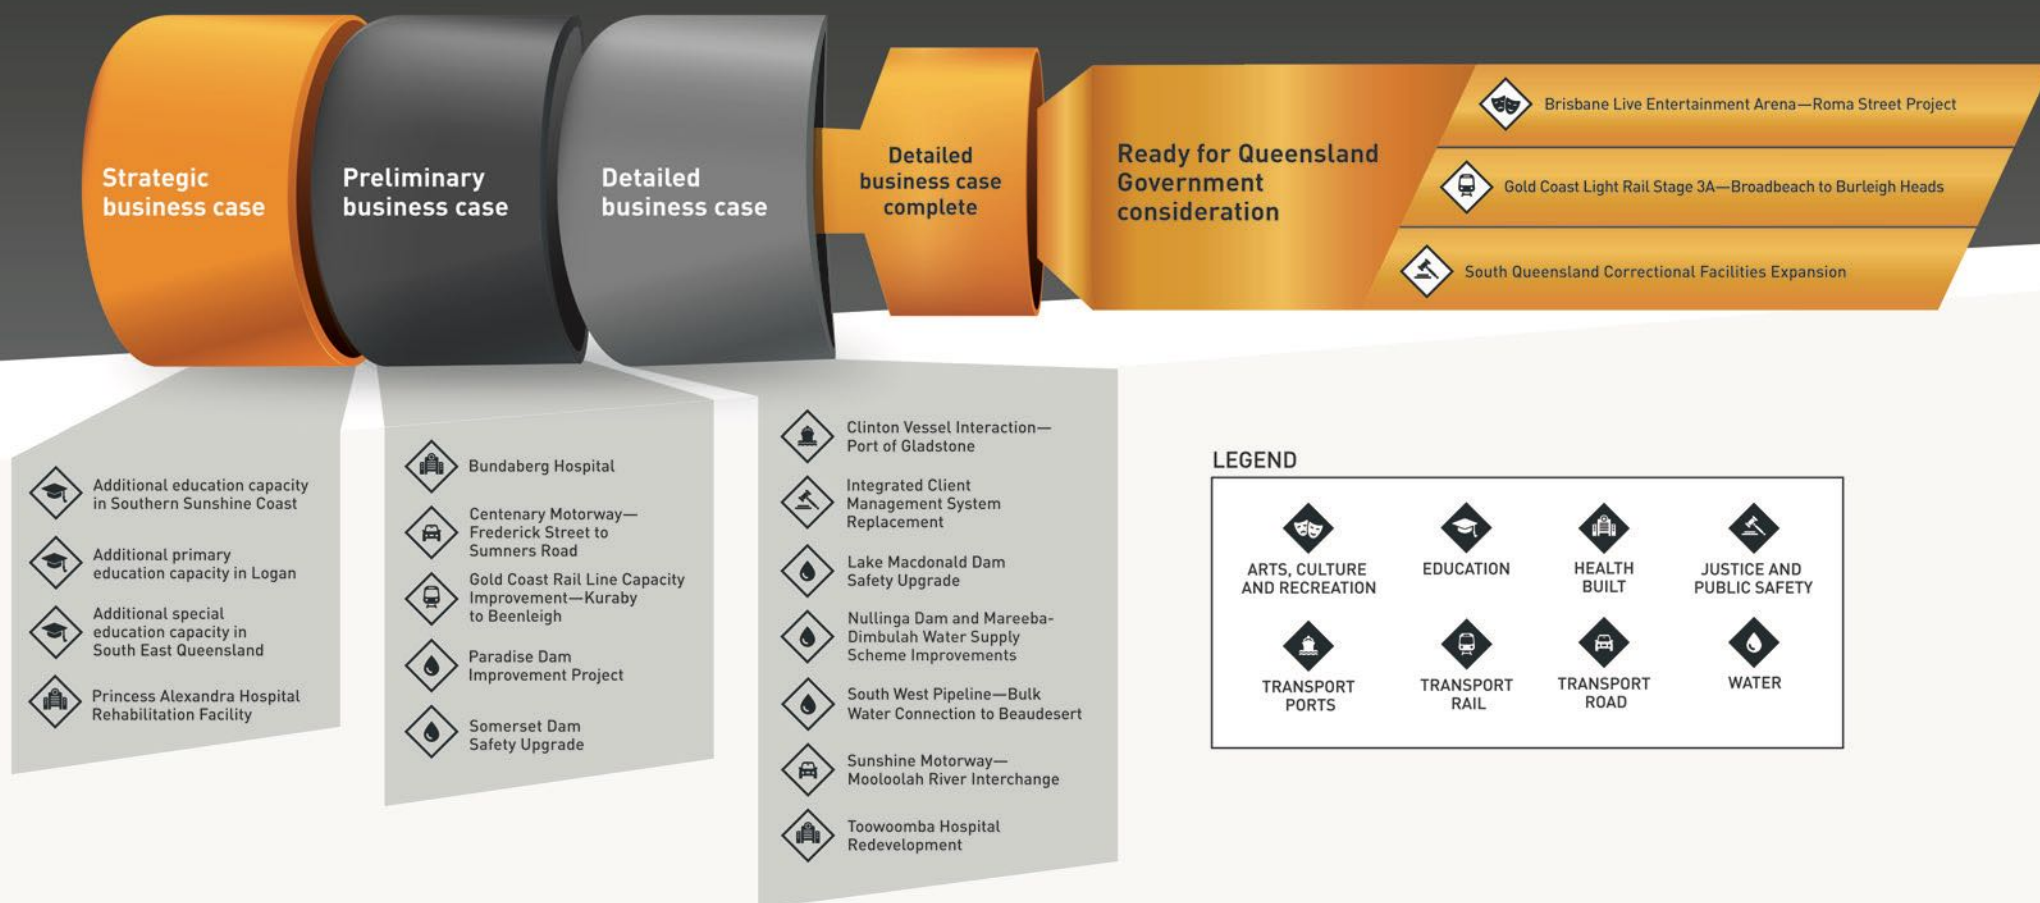 Strategic
business case
Preliminary
business case
Detailed
business case
Detailed
business case
complete
Ready for Queensland
Government
consideration
Brisbane Live Entertainment Arena—Roma Street Project
Gold Coast Light Rail Stage 3A—Broadbeach to Burleigh Heads
South Queensland Correctional Facilities Expansion
Additional education capacity
in Southern Sunshine Coast
Additional primary
education capacity in Logan
Additional special
education capacity in
South East Queensland
Princess Alexandra Hospital
Rehabilitation Facility
Bundaberg Hospital
Centenary Motorway—
Frederick Street to
Sumners Road
Gold Coast Rail Line Capacity
Improvement—Kuraby
to Beenleigh
Paradise Dam
Improvement Project
Somerset Dam
Safety Upgrade
Clinton Vessel Interaction—
Port of Gladstone
Integrated Client
Management System
Replacement
Lake Macdonald Dam
Safety Upgrade
Nullinga Dam and Mareeba-
Dimbulah Water Supply
Scheme Improvements
South West Pipeline—Bulk
Water Connection to Beaudesert
Sunshine Motorway—
Mooloolah River Interchange
Toowoomba Hospital
Redevelopment
LEGEND
ARTS, CULTURE
AND RECREATION
EDUCATION
HEALTH
BUILT
JUSTICE AND
PUBLIC SAFETY
TRANSPORT
PORTS
TRANSPORT
RAIL
TRANSPORT
ROAD
WATER